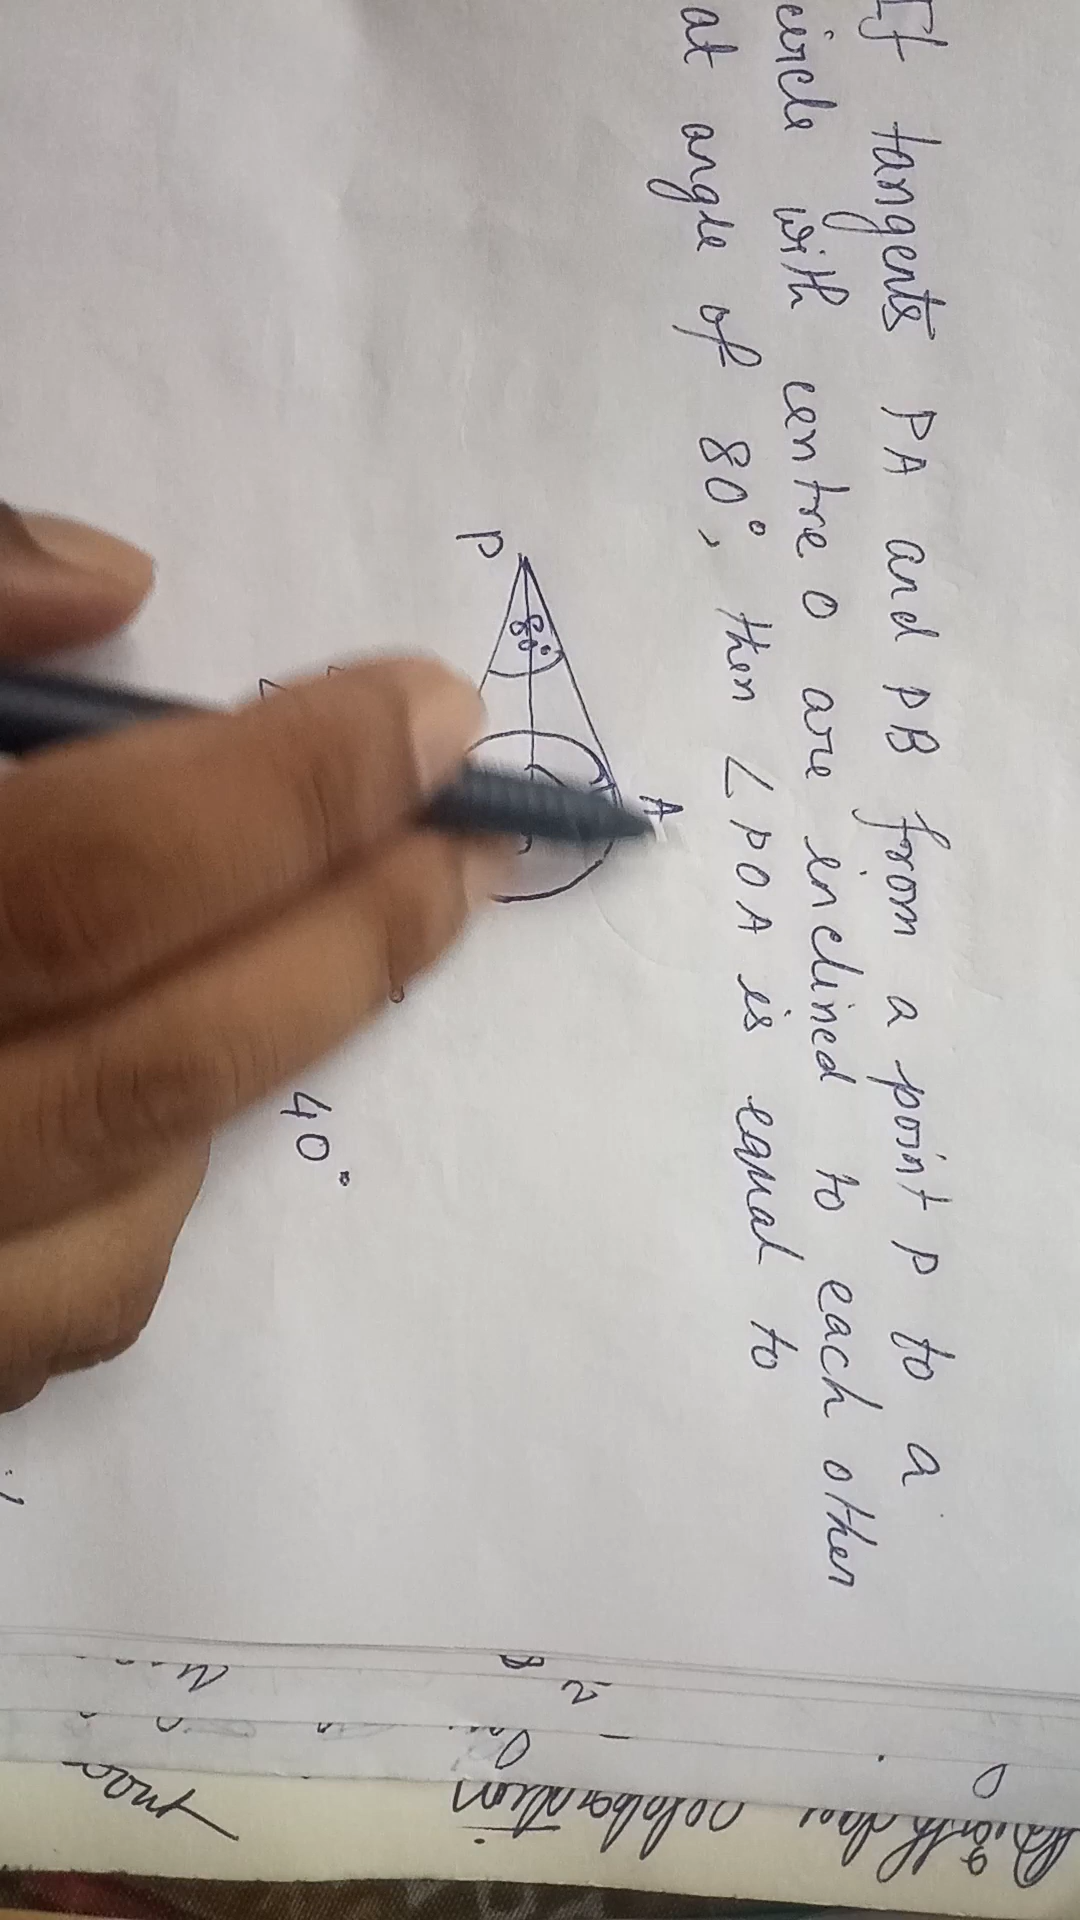 If tangents PA and PB from a point P to a
circle with centre O are inclined to each other
at angle of 80°, then ∠POA is equal to
A
P
80°
40°